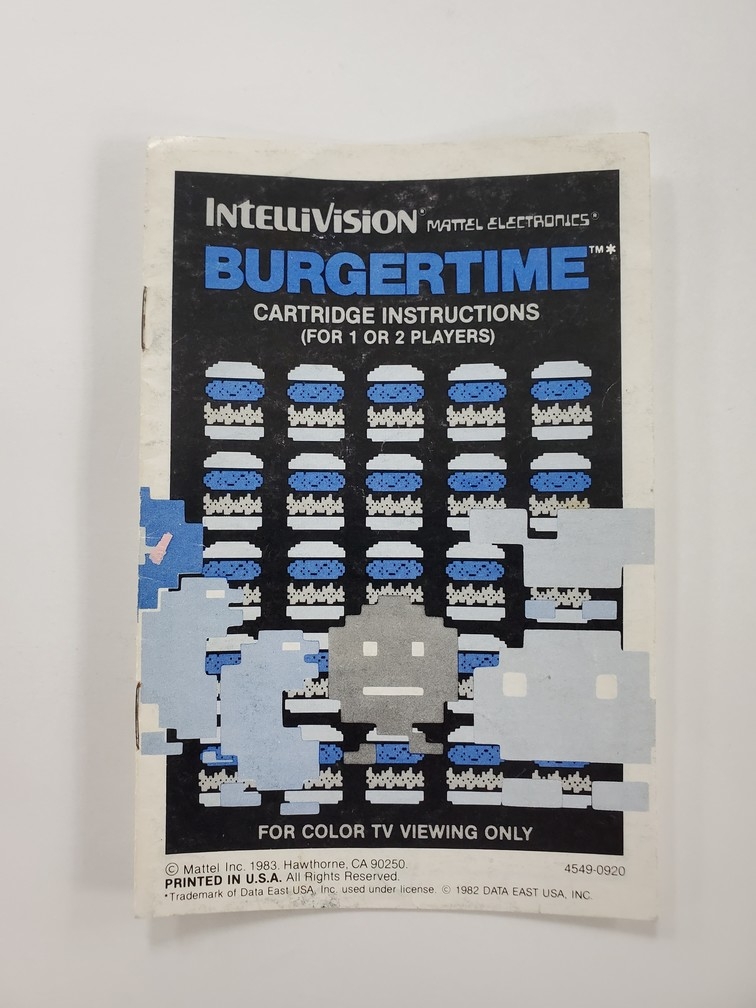 INTELLIVISION® MATTEL ELECTRONICS®
BURGERTIME™*
CARTRIDGE INSTRUCTIONS
(FOR 1 OR 2 PLAYERS)
FOR COLOR TV VIEWING ONLY
© Mattel Inc. 1983. Hawthorne, CA 90250. 4549-0920
PRINTED IN U.S.A. All Rights Reserved.
*Trademark of Data East USA, Inc. used under license. © 1982 DATA EAST USA, INC.